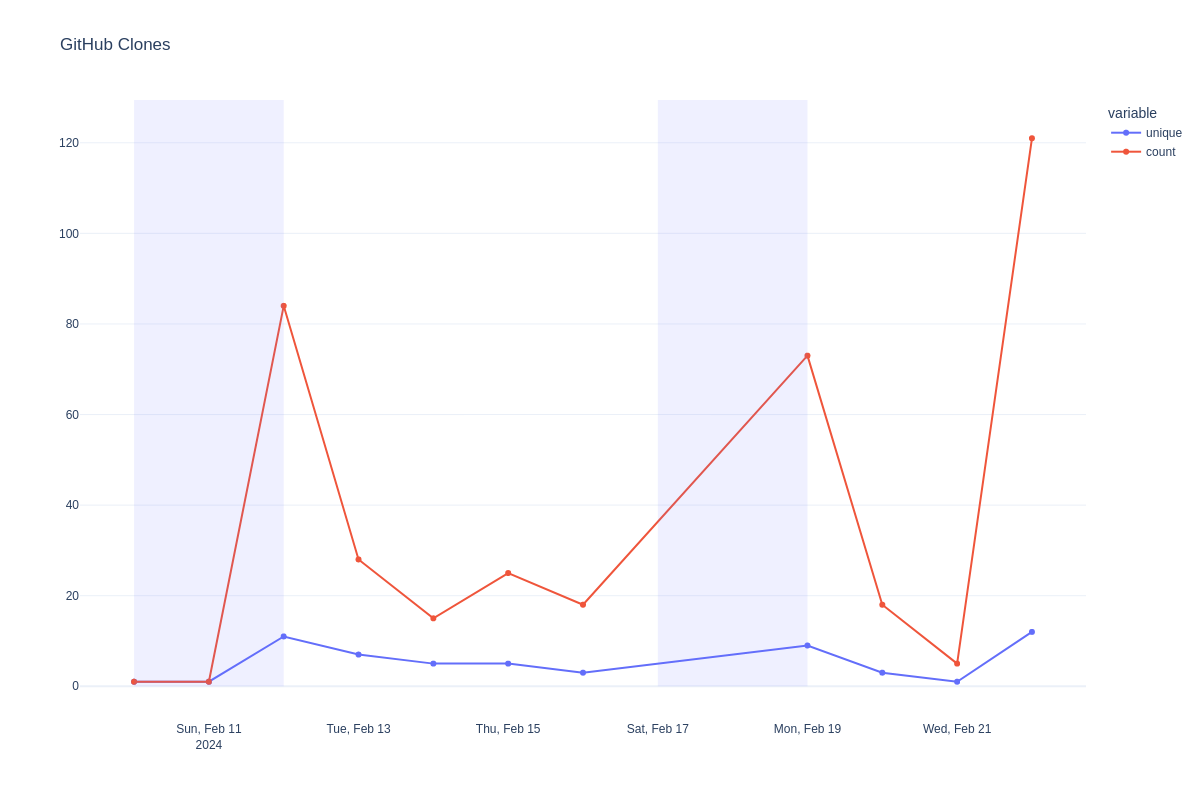 GitHub Clones
variable
unique
count
120
100
80
60
40
20
0
Sun, Feb 11
2024
Tue, Feb 13
Thu, Feb 15
Sat, Feb 17
Mon, Feb 19
Wed, Feb 21